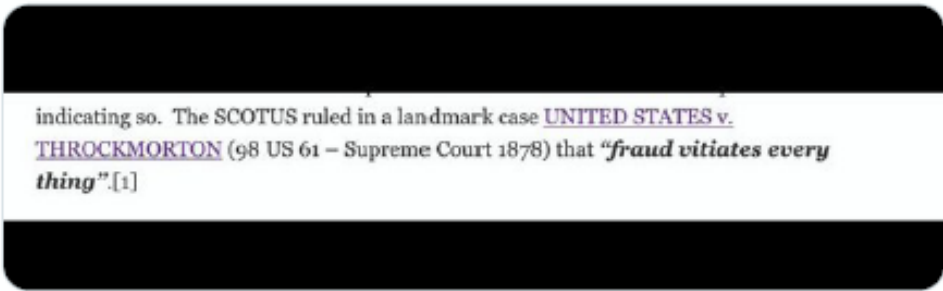 indicating so. The SCOTUS ruled in a landmark case UNITED STATES v.
THROCKMORTON (98 US 61 – Supreme Court 1878) that “fraud vitiates every
thing”.[1]